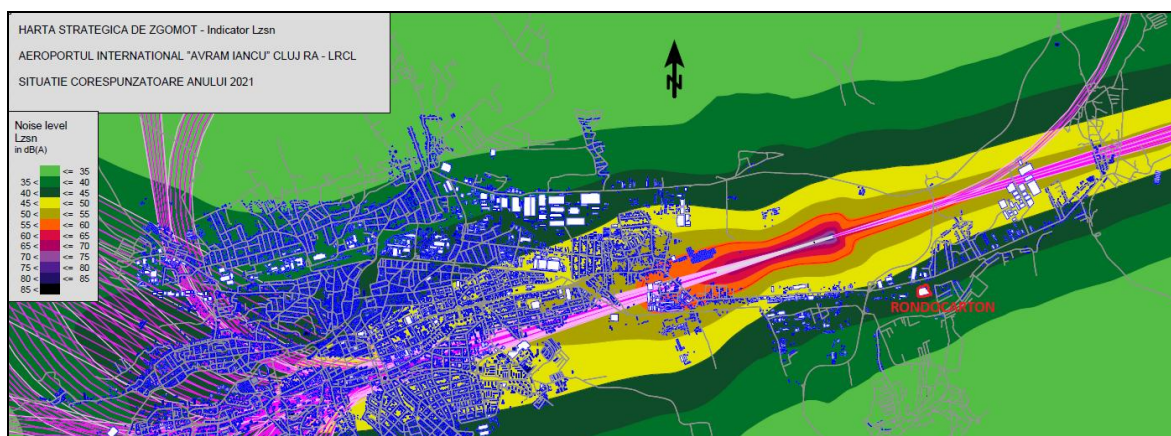 HARTA STRATEGICA DE ZGOMOT - Indicator Lzsn
AEROPORTUL INTERNATIONAL "AVRAM IANCU" CLUJ RA - LRCL
SITUATIE CORESPUNZATOARE ANULUI 2021
N
Noise level
Lzsn
in dB(A)
<= 35
35 < <= 40
40 < <= 45
45 < <= 50
50 < <= 55
55 < <= 60
60 < <= 65
65 < <= 70
70 < <= 75
75 < <= 80
80 < <= 85
85 <
RONDOCARTON